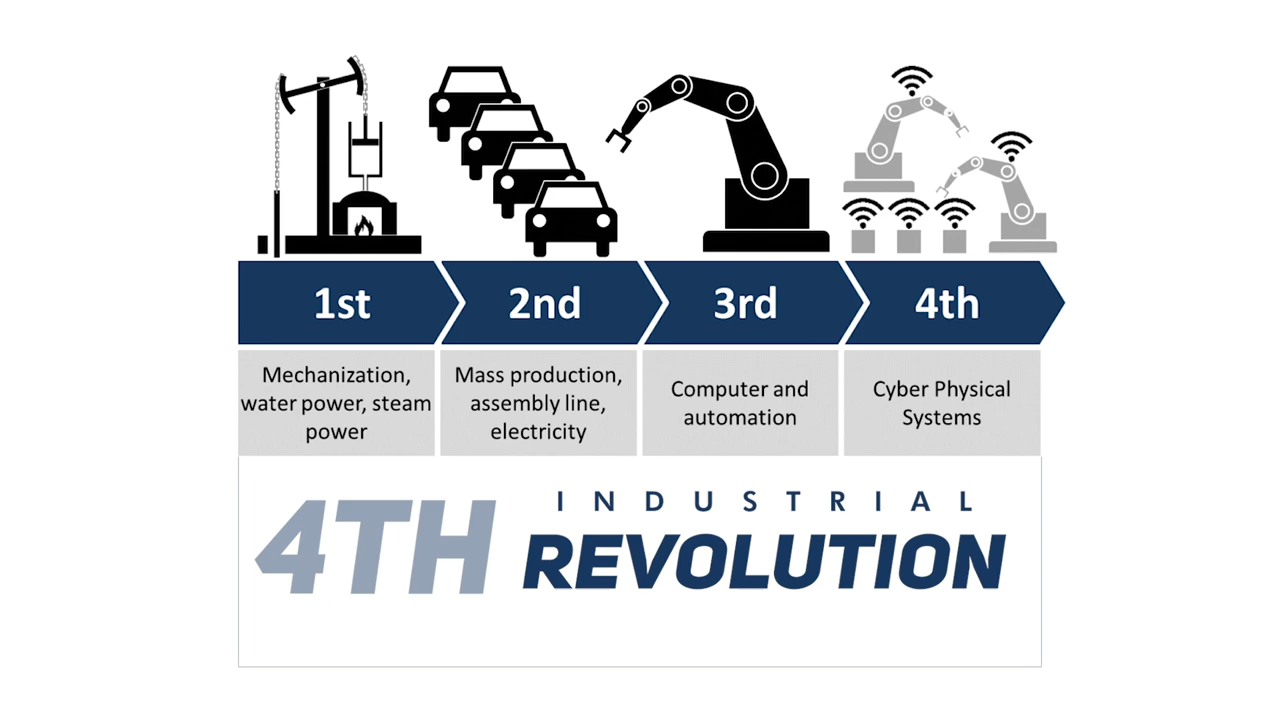 1st
2nd
3rd
4th
Mechanization,
water power, steam
power
Mass production,
assembly line,
electricity
Computer and
automation
Cyber Physical
Systems
4TH
INDUSTRIAL
REVOLUTION